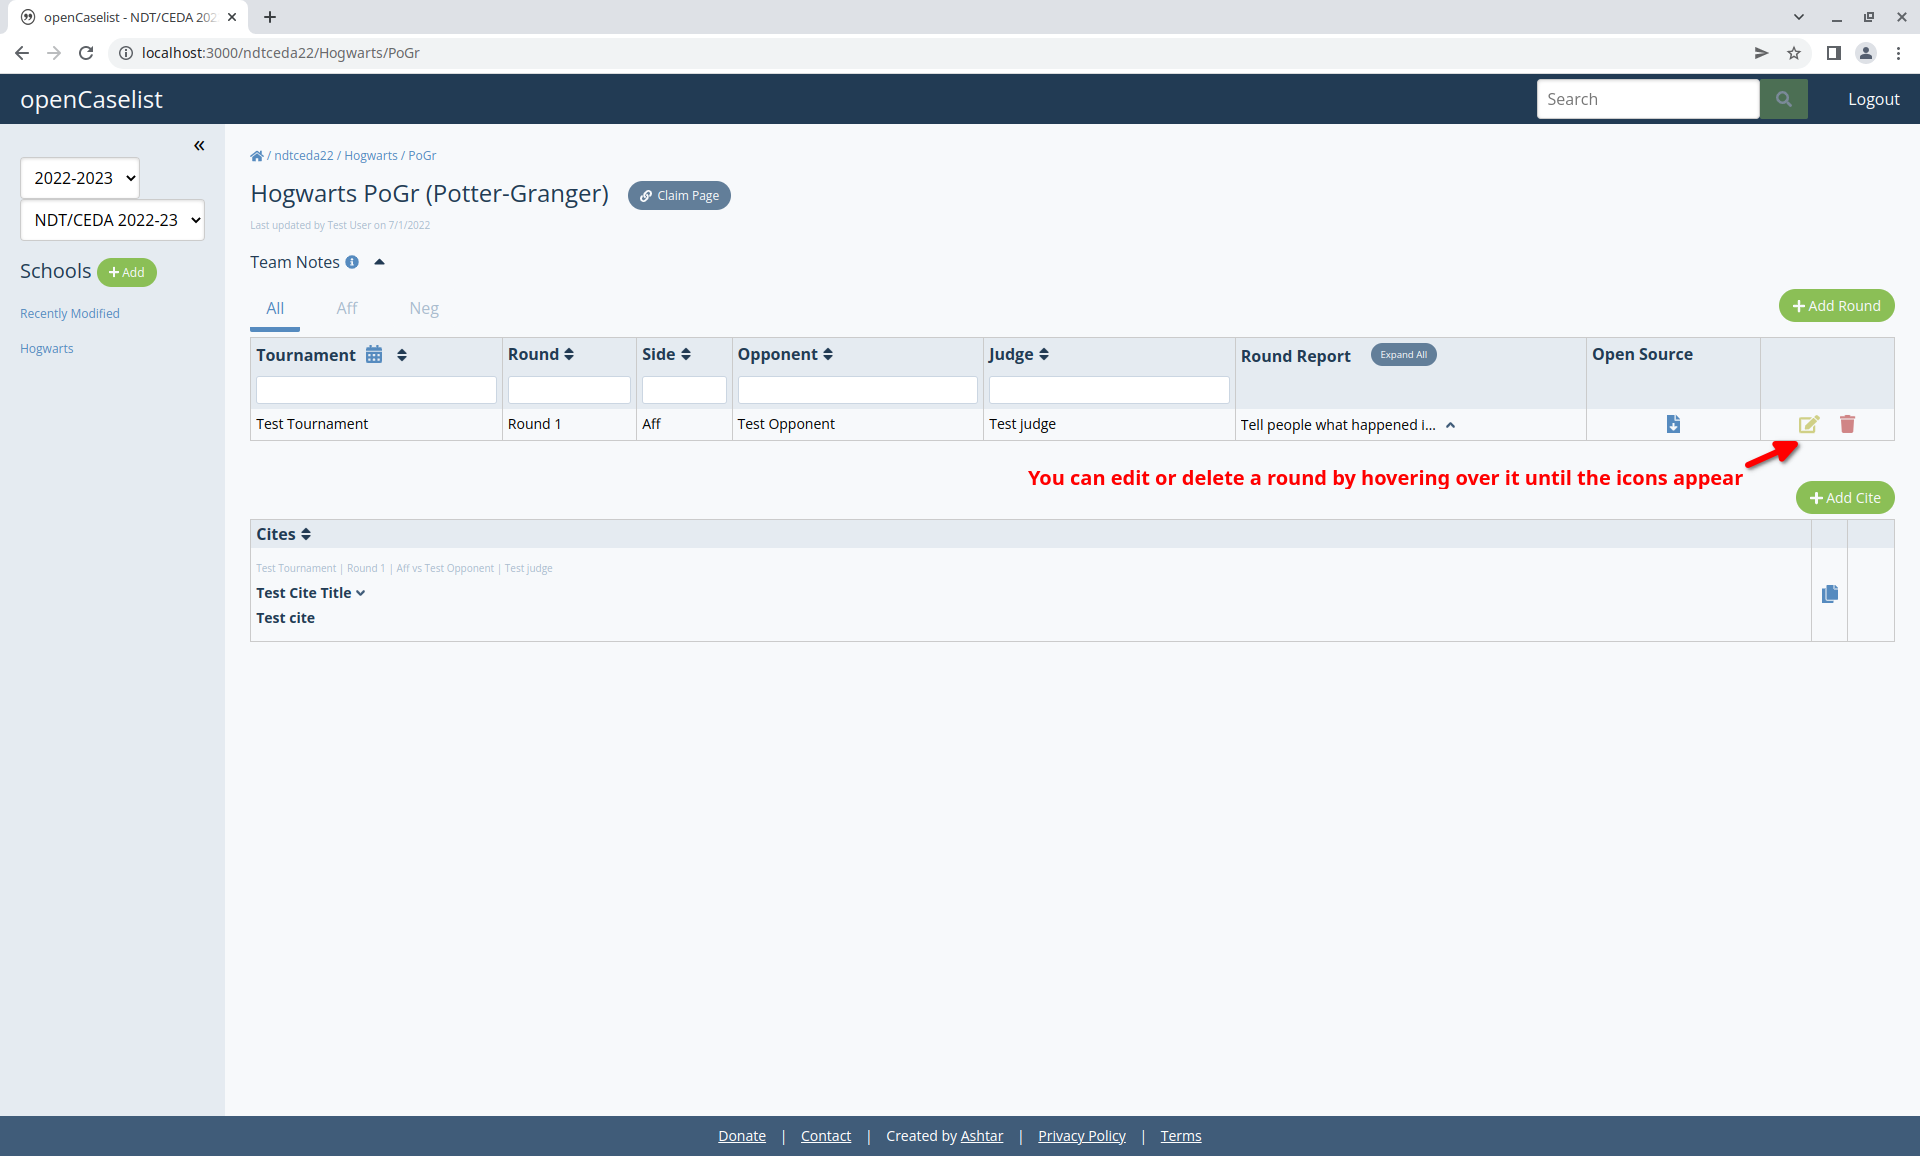 openCaselist - NDT/CEDA 202
localhost:3000/ndtceda22/Hogwarts/PoGr
openCaselist
Search
Logout
«
2022-2023
NDT/CEDA 2022-23
Schools
+ Add
Recently Modified
Hogwarts
/ ndtceda22 / Hogwarts / PoGr
Hogwarts PoGr (Potter-Granger)
Claim Page
Last updated by Test User on 7/1/2022
Team Notes
All Aff Neg
+ Add Round
Tournament Round Side Opponent Judge Round Report Expand All Open Source
Test Tournament Round 1 Aff Test Opponent Test judge Tell people what happened i...
You can edit or delete a round by hovering over it until the icons appear
+ Add Cite
Cites
Test Tournament | Round 1 | Aff vs Test Opponent | Test judge
Test Cite Title
Test cite
Donate | Contact | Created by Ashtar | Privacy Policy | Terms